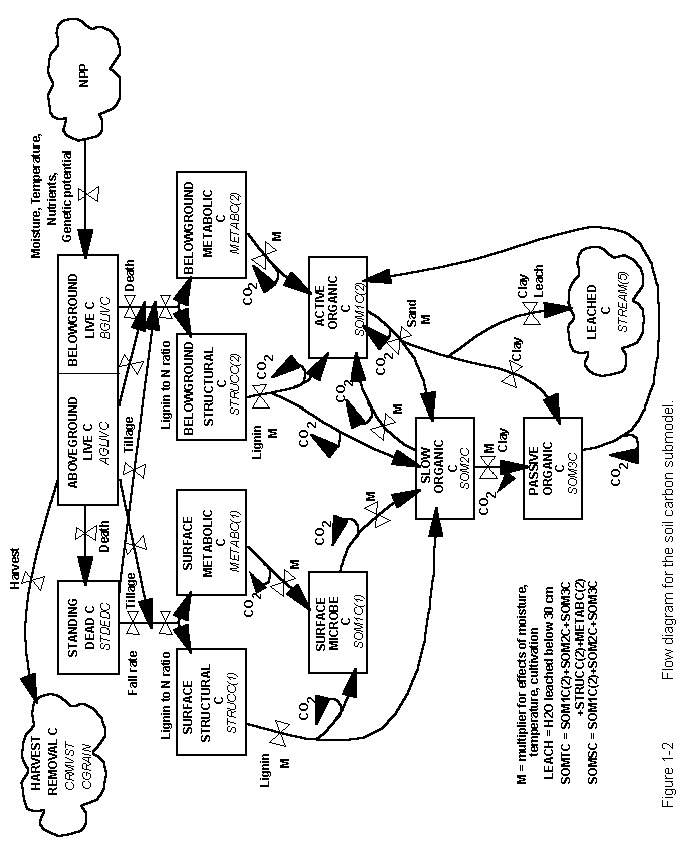 HARVEST
REMOVAL C
CRMVST
CGRAIN
Harvest
NPP
Moisture, Temperature,
Nutrients,
Genetic potential
STANDING
DEAD C
STDEDC
Death
ABOVEGROUND
LIVE C
AGLIVC
BELOWGROUND
LIVE C
BGLIVC
Fall rate
Tillage
Tillage
Death
Lignin to N ratio
Lignin to N ratio
SURFACE
STRUCTURAL
C
STRUCC(1)
SURFACE
METABOLIC
C
METABC(1)
BELOWGROUND
STRUCTURAL
C
STRUCC(2)
BELOWGROUND
METABOLIC
C
METABC(2)
Lignin
M
CO2
CO2
M
Lignin
M
CO2
CO2
CO2
M
SURFACE
MICROBE
C
SOM1C(1)
CO2
M
ACTIVE
ORGANIC
C
SOM1C(2)
CO2
M
CO2
Sand
M
SLOW
ORGANIC
C
SOM2C
Clay
Leach
Clay
LEACHED
C
STREAM(5)
CO2
M
Clay
PASSIVE
ORGANIC
C
SOM3C
CO2
M = multiplier for effects of moisture,
temperature, cultivation
LEACH = H2O leached below 30 cm
SOMTC = SOM1C(2)+SOM2C+SOM3C
+STRUCC(2)+METABC(2)
SOMSC = SOM1C(2)+SOM2C+SOM3C
Figure 1-2 Flow diagram for the soil carbon submodel.